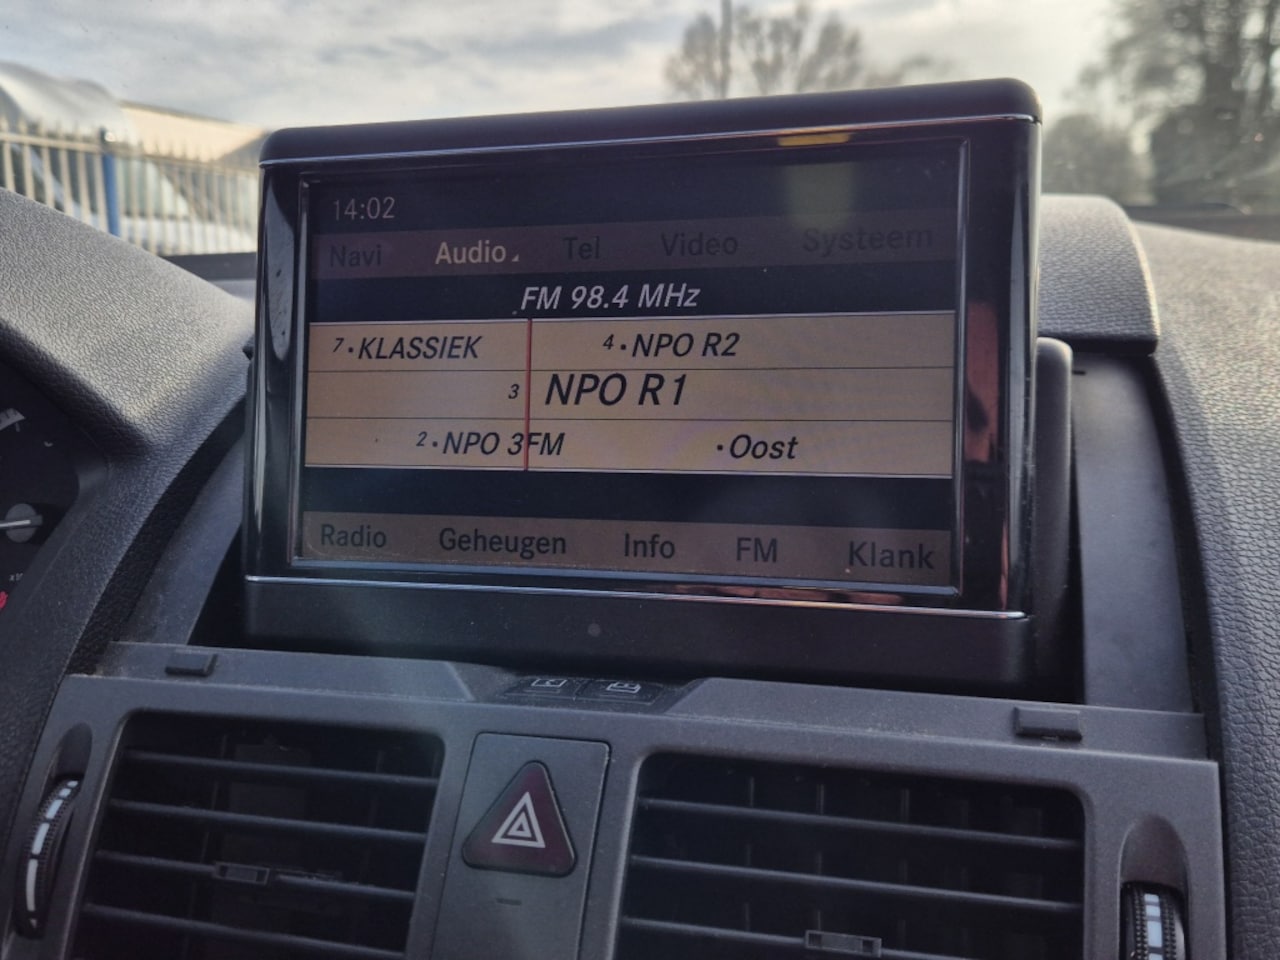 14:02
Navi Audio Tel Video Systeem
FM 98.4 MHz
7·KLASSIEK 4·NPO R2
3 NPO R1
2·NPO 3FM ·Oost
Radio Geheugen Info FM Klank